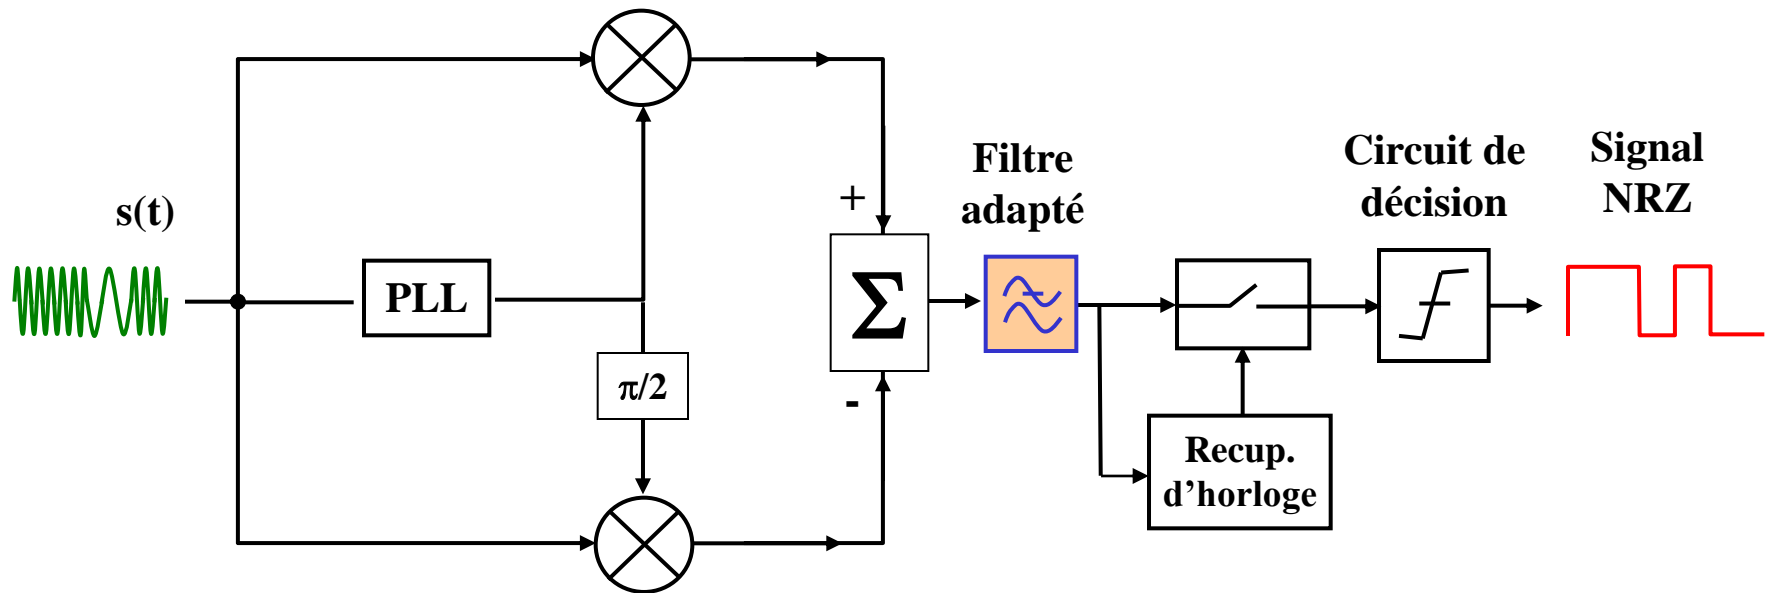 s(t)
PLL
π/2
+
Σ
-
Filtre
adapté
Recup.
d’horloge
Circuit de
décision
Signal
NRZ